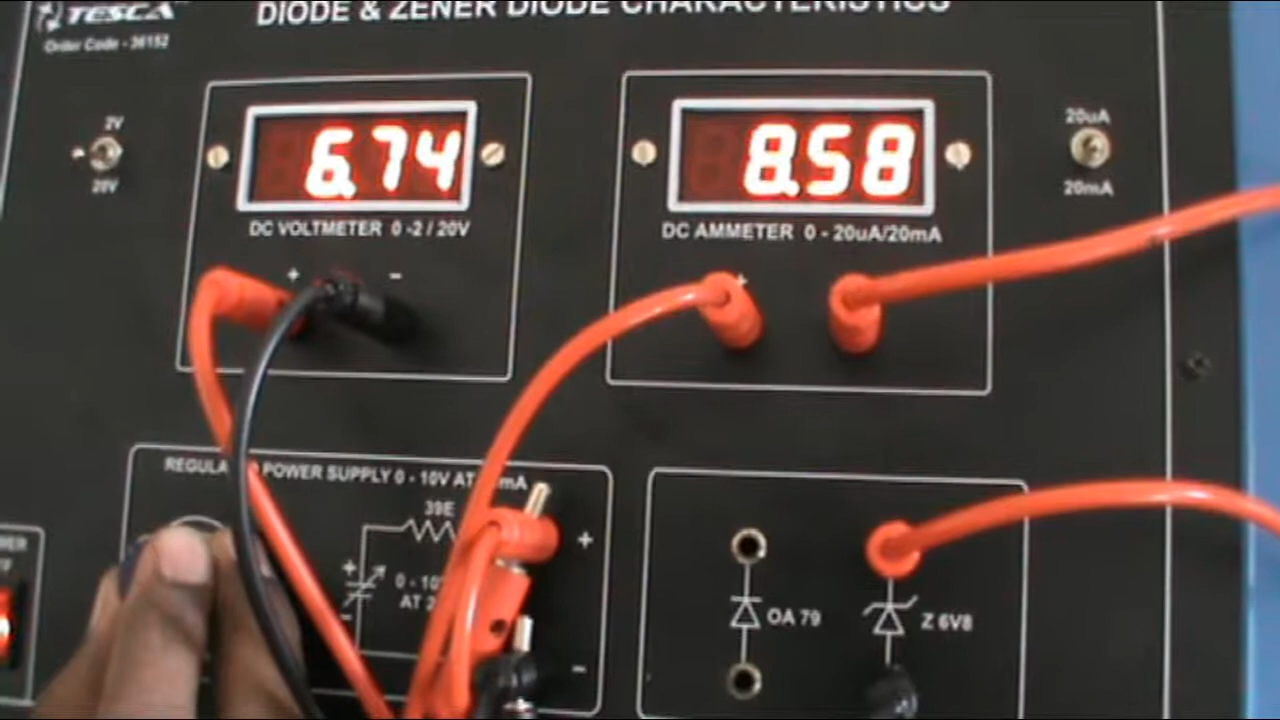 TESCA
DIODE & ZENER DIODE CHARACTERISTICS
Order Code - 36152
2V
20V
6.74
8.58
20uA
20mA
DC VOLTMETER 0 -2 / 20V
DC AMMETER 0 - 20uA/20mA
+ -
+
POWER SUPPLY 0 - 10V AT
39E
+
+
0 - 10
AT 2
-
-
OA 79
Z 6V8